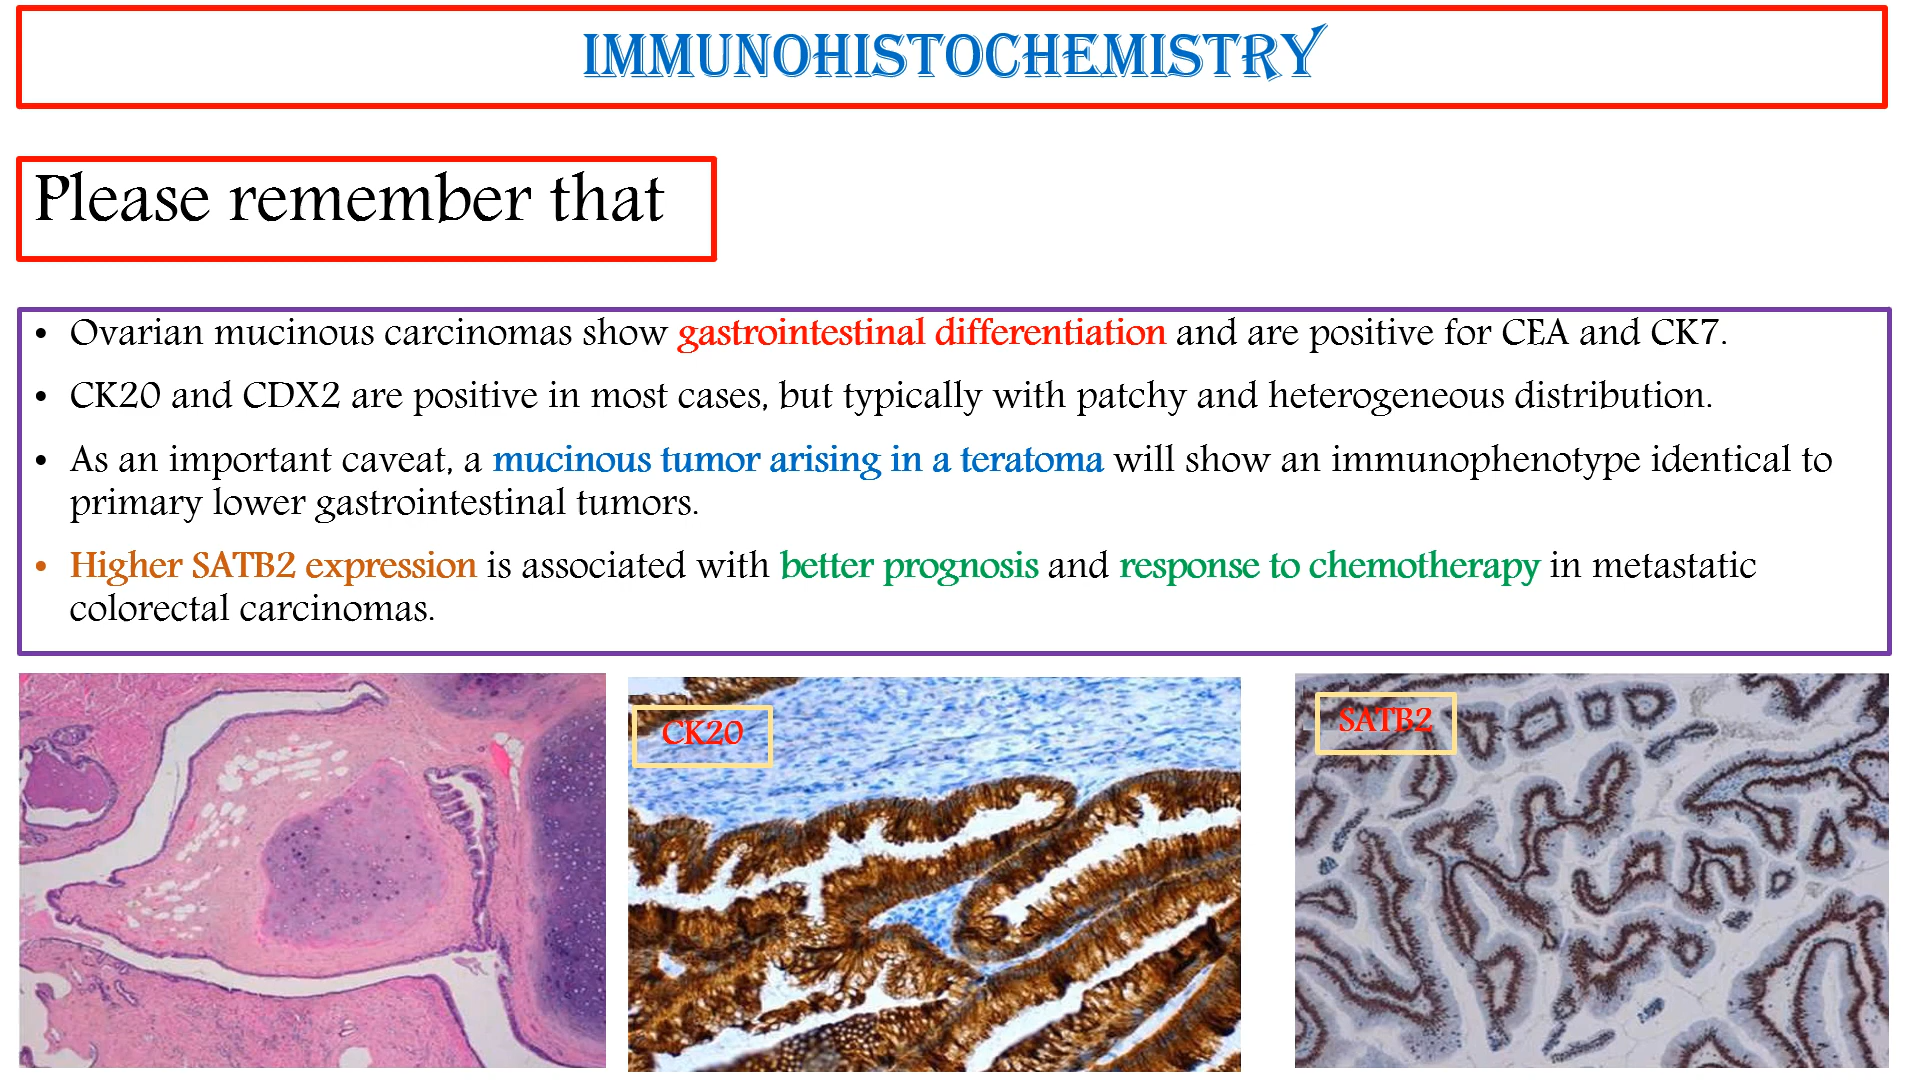 IMMUNOHISTOCHEMISTRY
Please remember that
• Ovarian mucinous carcinomas show gastrointestinal differentiation and are positive for CEA and CK7.
• CK20 and CDX2 are positive in most cases, but typically with patchy and heterogeneous distribution.
• As an important caveat, a mucinous tumor arising in a teratoma will show an immunophenotype identical to
primary lower gastrointestinal tumors.
• Higher SATB2 expression is associated with better prognosis and response to chemotherapy in metastatic
colorectal carcinomas.
CK20
SATB2